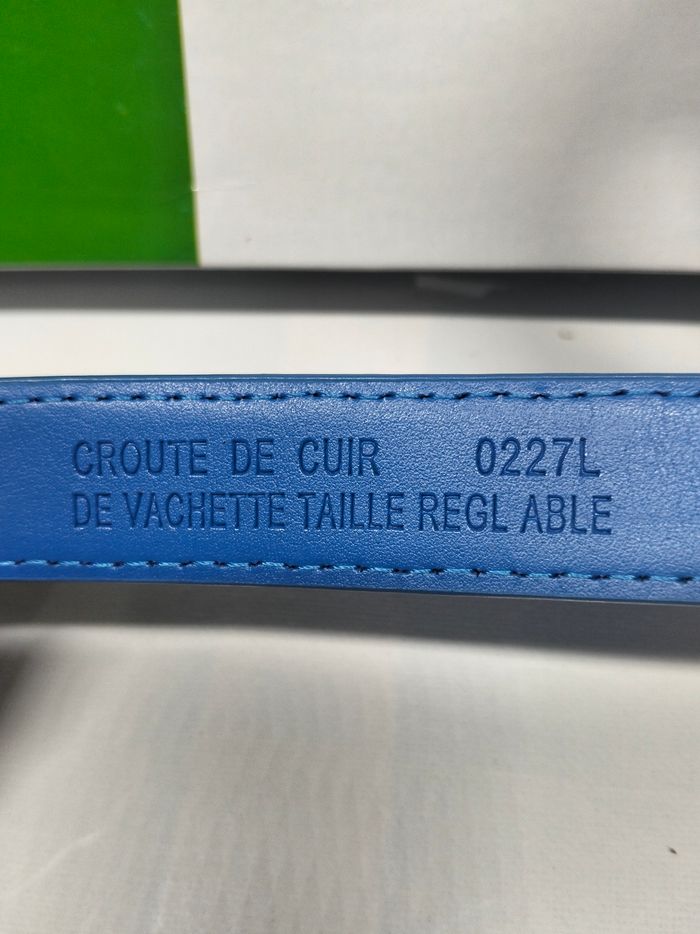 CROUTE DE CUIR 0227L
DE VACHETTE TAILLE REGL ABLE